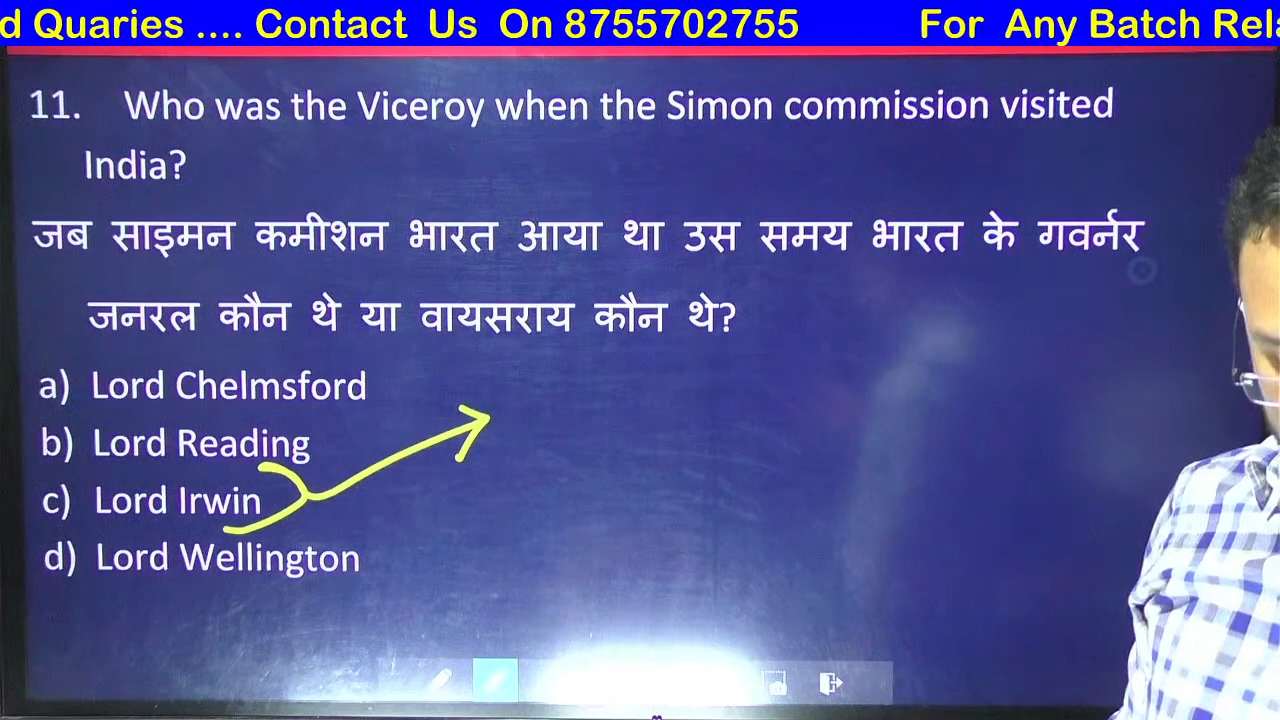 d Quaries .... Contact Us On 8755702755 For Any Batch Rela
11. Who was the Viceroy when the Simon commission visited
India?
जब साइमन कमीशन भारत आया था उस समय भारत के गवर्नर
जनरल कौन थे या वायसराय कौन थे?
a) Lord Chelmsford
b) Lord Reading
c) Lord Irwin
d) Lord Wellington